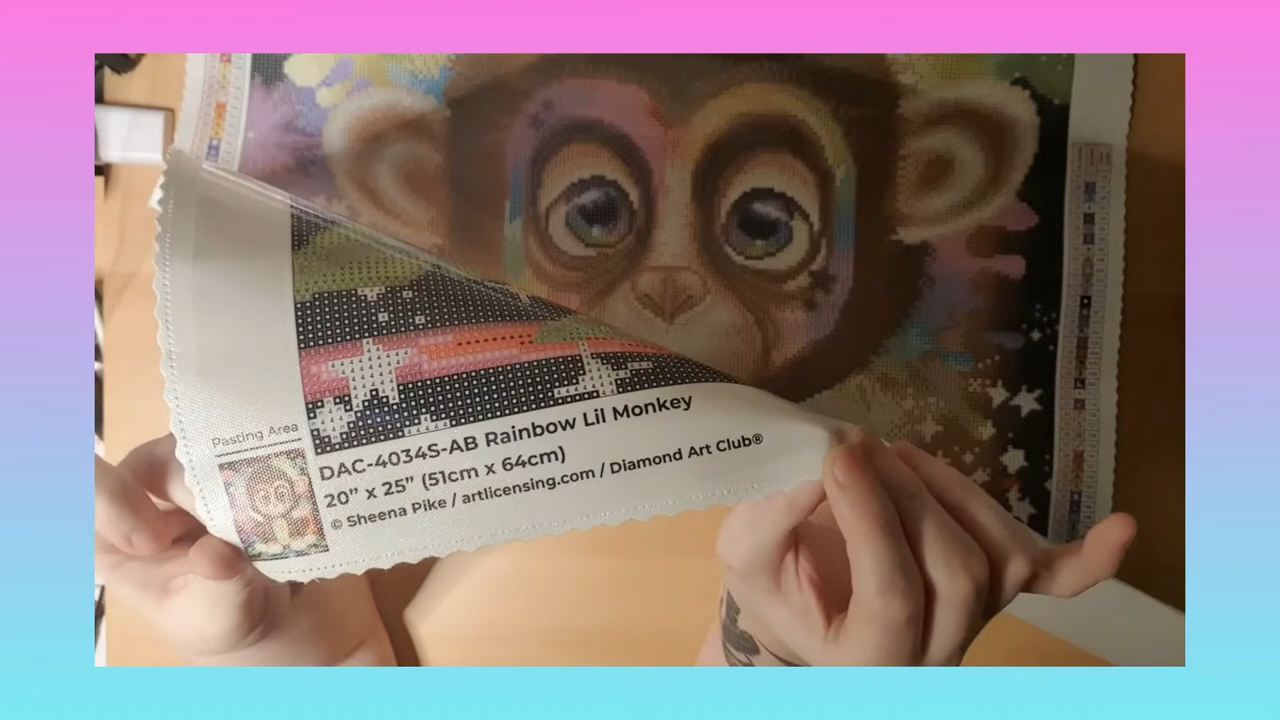 Pasting Area
DAC-4034S-AB Rainbow Lil Monkey
20” x 25” (51cm x 64cm)
© Sheena Pike / artlicensing.com / Diamond Art Club®